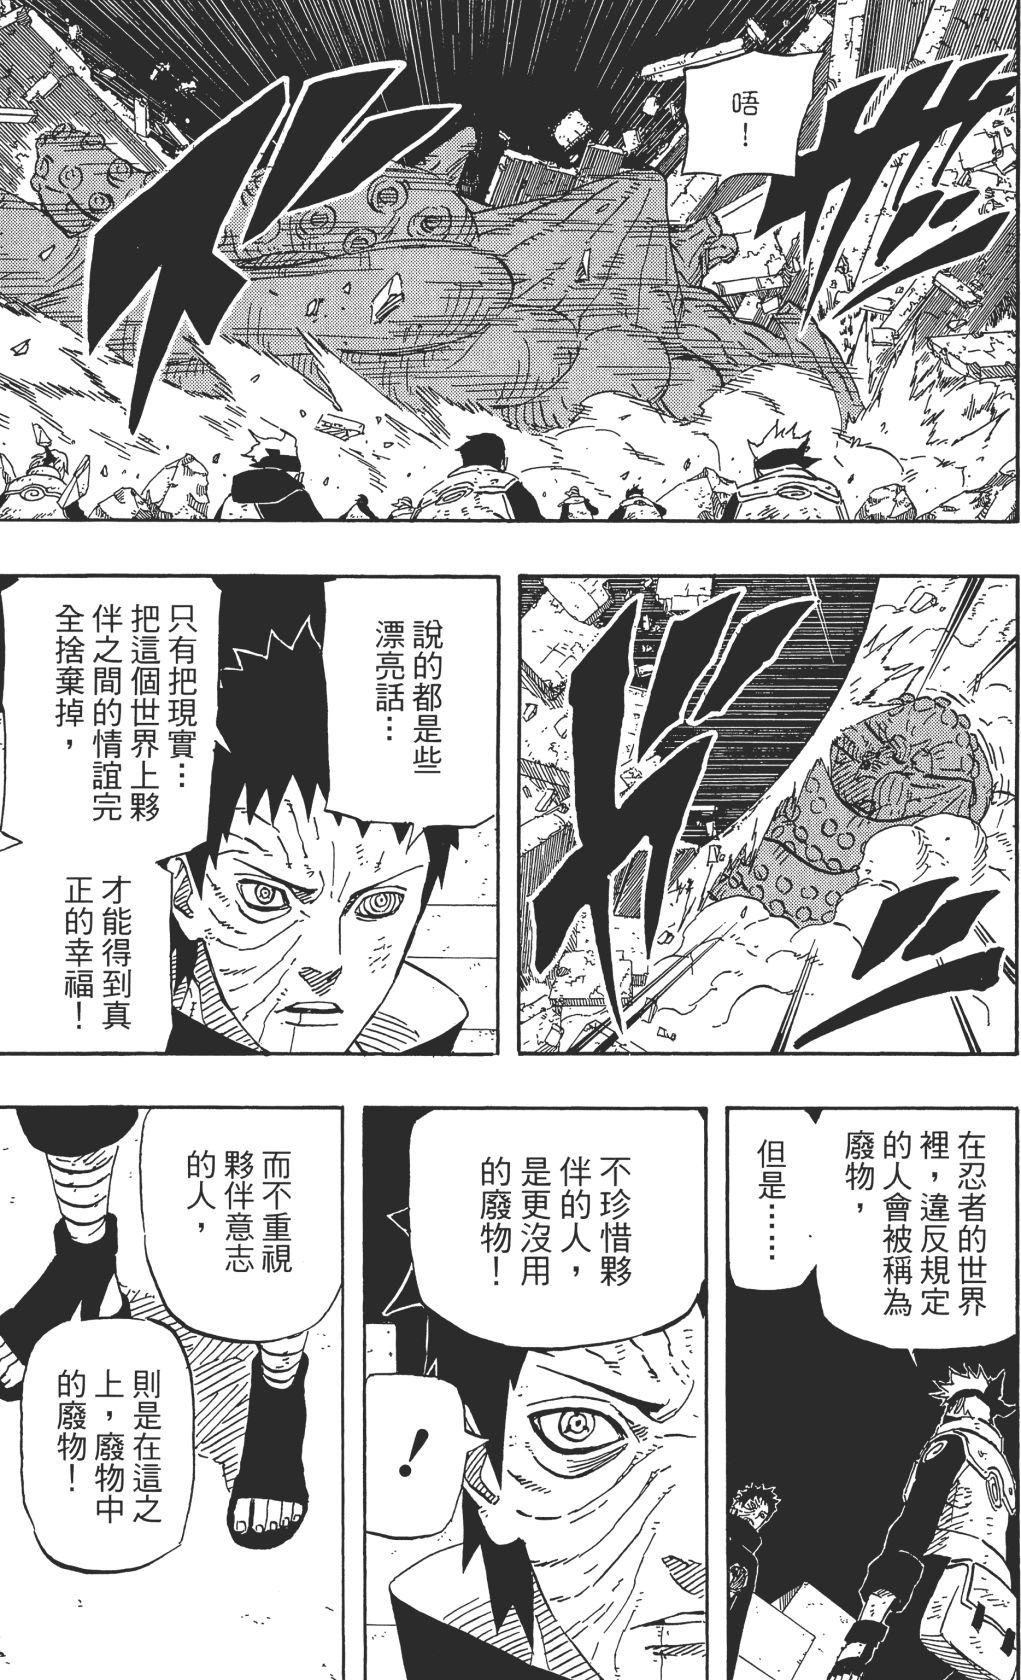 唔！
說的都是些
漂亮話…
只有把現實…
把這個世界上夥
伴之間的情誼完
全捨棄掉，
才能得到真
正的幸福！
在忍者的世界
裡，違反規定
的人會被稱為
廢物，
但是……
不珍惜夥
伴的人，
是更沒用
的廢物！
！
而不重視
夥伴意志
的人，
則是在這之
上，廢物中
的廢物！